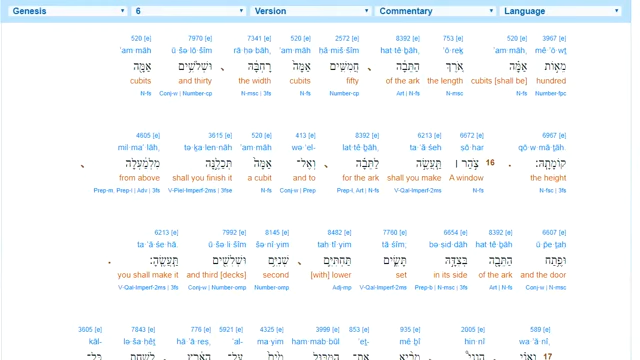 Genesis 6 Version Commentary Language
520 [e] 7970 [e] 7341 [e] 520 [e] 2572 [e] 8392 [e] 753 [e] 520 [e] 3967 [e]
’am māh ū šə lō·šîm rā ḥə bāh, ’am māh ḥă miš·šîm hat tê ḇāh, ’ō·reḵ ’am·māh, mê ’ō wṯ
אַמָּ֖ה וּשְׁלֹשִׁ֥ים רָחְבָּ֔הּ אַמָּה֙ חֲמִשִּׁ֤ים ، הַתֵּבָ֔ה אֹ֚רֶךְ אַמָּ֗ה מֵא֣וֹת
cubits and thirty the width cubits fifty of the ark the length cubits [shall be] hundred
N-fs Conj-w | Number-cp N-msc | 3fs N-fs Number-cp Art | N-fs N-msc N-fs Number-fpc
4605 [e] 3615 [e] 520 [e] 413 [e] 8392 [e] 6213 [e] 6672 [e] 6967 [e]
mil·ma‘ lāh, tə·ḵa len·nāh ’am·māh wə·’el- lat têḇāh, ta·‘ă·śeh ṣō har qō w mā·ṯāh.
، מִלְמַ֔עְלָה תְּכַלֶ֣נָּה אַמָּה֙ וְאֶל־ לַתֵּבָ֗ה תַּעֲשֶׂ֣ה צֹ֣הַר ׀ 16 . קוֹמָתָֽהּ׃
from above shall you finish it a cubit and to for the ark shall you make A window the height
Prep-m, Prep-l | Adv | 3fs V-Piel-Imperf-2ms | 3fse N-fs Conj-w | Prep Prep-l, Art | N-fs V-Qal-Imperf-2ms N-fs N-fsc | 3fs
6213 [e] 7992 [e] 8145 [e] 8482 [e] 7760 [e] 6654 [e] 8392 [e] 6607 [e]
ta ‘ă·śe hā ū·šə·li·šîm šə nî yim taḥ tî yim tā·śîm; bə·ṣid dāh hat·têḇāh ū·p̄e·ṯaḥ
. תַּֽעֲשֶֽׂהָ׃ וּשְׁלִשִׁ֖ים שְׁנִיִּ֥ם ، תַּחְתִּיִּ֛ם תָּשִׂ֑ים בְּצִדָּ֣הּ הַתֵּבָ֖ה וּפֶ֥תַח
you shall make it and third [decks] second [with] lower set in its side of the ark and the door
V-Qal-Imperf-2ms | 3fs Conj-w | Number-omp Number-omp Adj-mp V-Qal-Imperf-2ms Prep-b | N-msc | 3fs Art | N-fs Conj-w | N-msc
3605 [e] 7843 [e] 776 [e] 5921 [e] 4325 [e] 3999 [e] 853 [e] 935 [e] 2005 [e] 589 [e]
kāl- lə·ša·ḥêṯ hā ’ā·reṣ, ‘al- ma·yim ham mab būl ’eṯ- mê ḇî hin nî wa ’ă·nî,
כָּל־ לְשַׁחֵ֣ת הָאָ֔רֶץ עַל־ מַ֙יִם֙ הַמַּבּ֥וּל אֶת־ מֵבִ֨יא הִנְנִי֩ וַאֲנִ֗י 17